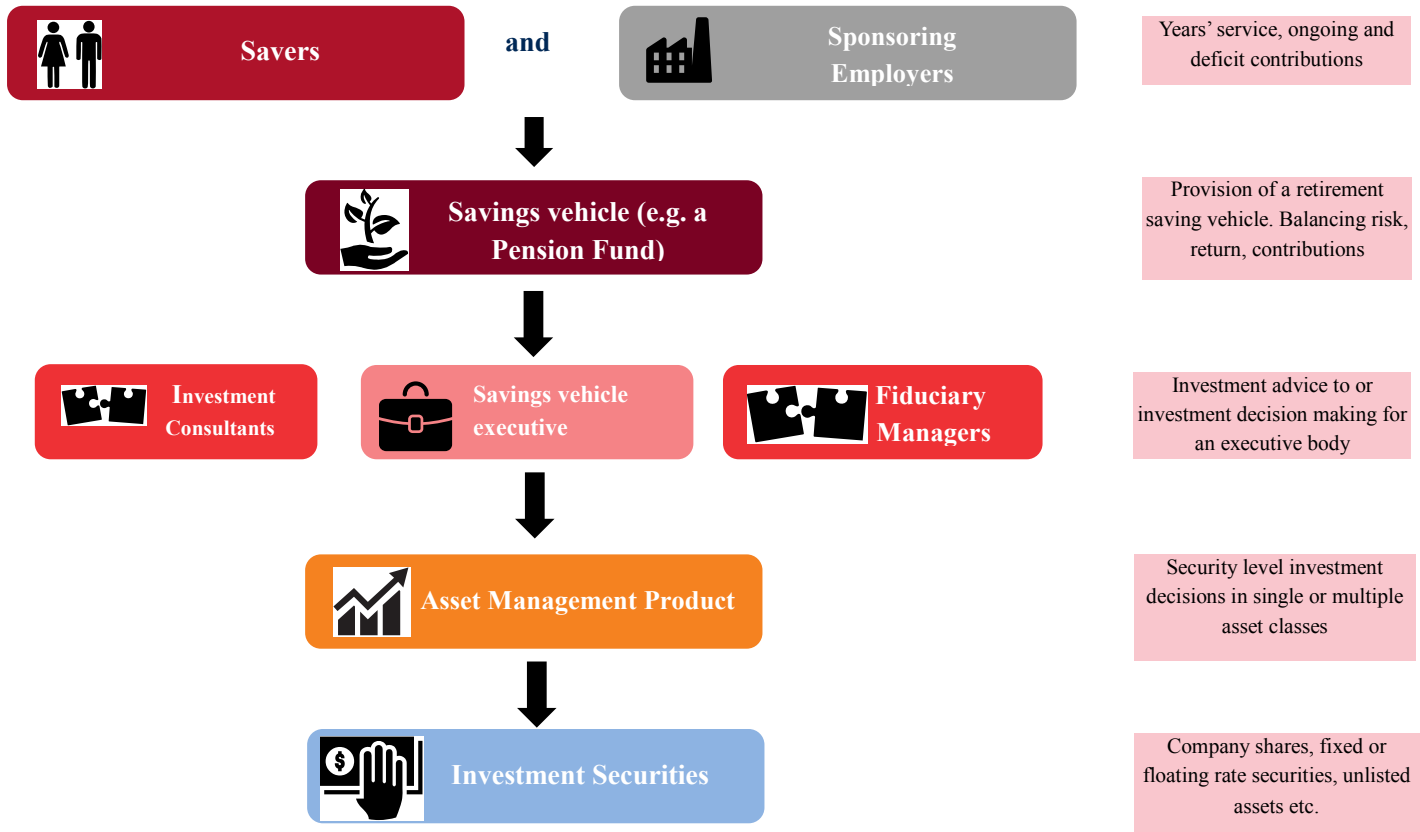 Savers
and
Sponsoring
Employers
Years’ service, ongoing and
deficit contributions
Savings vehicle (e.g. a
Pension Fund)
Provision of a retirement
saving vehicle. Balancing risk,
return, contributions
Investment
Consultants
Savings vehicle
executive
Fiduciary
Managers
Investment advice to or
investment decision making for
an executive body
Asset Management Product
Security level investment
decisions in single or multiple
asset classes
$
Investment Securities
Company shares, fixed or
floating rate securities, unlisted
assets etc.